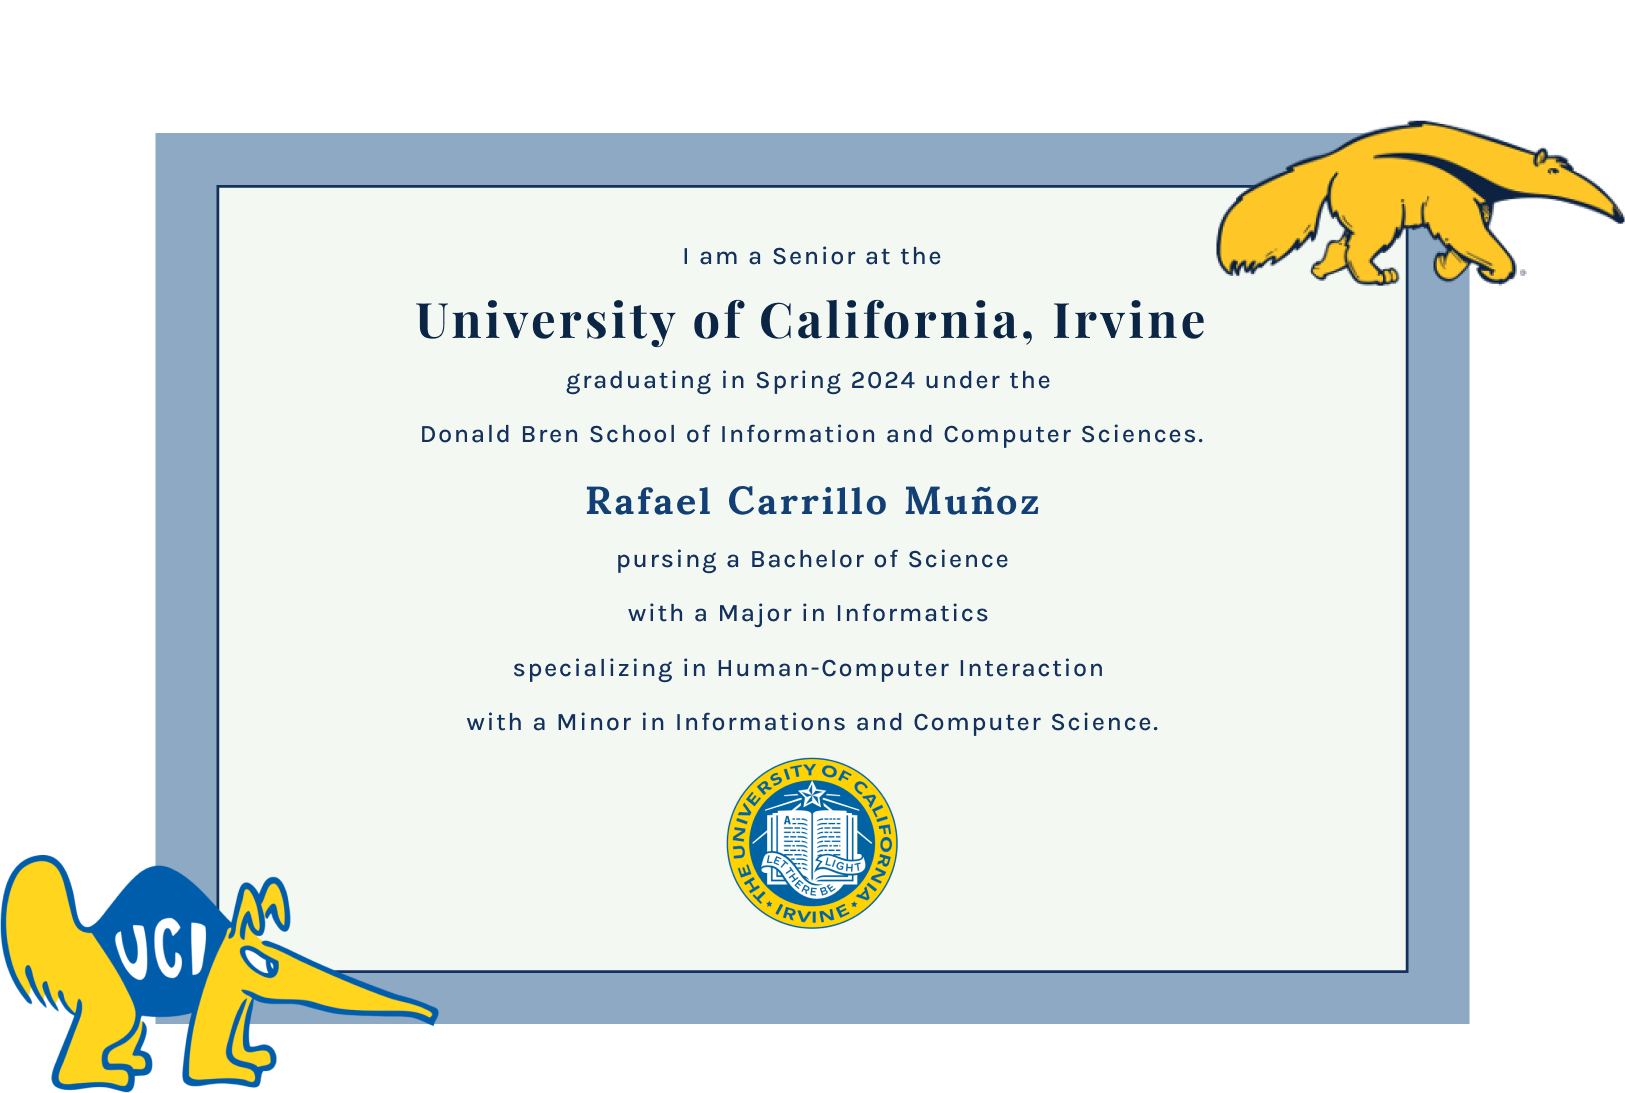 I am a Senior at the
University of California, Irvine
graduating in Spring 2024 under the
Donald Bren School of Information and Computer Sciences.
Rafael Carrillo Muñoz
pursing a Bachelor of Science
with a Major in Informatics
specializing in Human-Computer Interaction
with a Minor in Informations and Computer Science.
THE UNIVERSITY OF CALIFORNIA • IRVINE •
A
LET THERE BE LIGHT
UCI
®